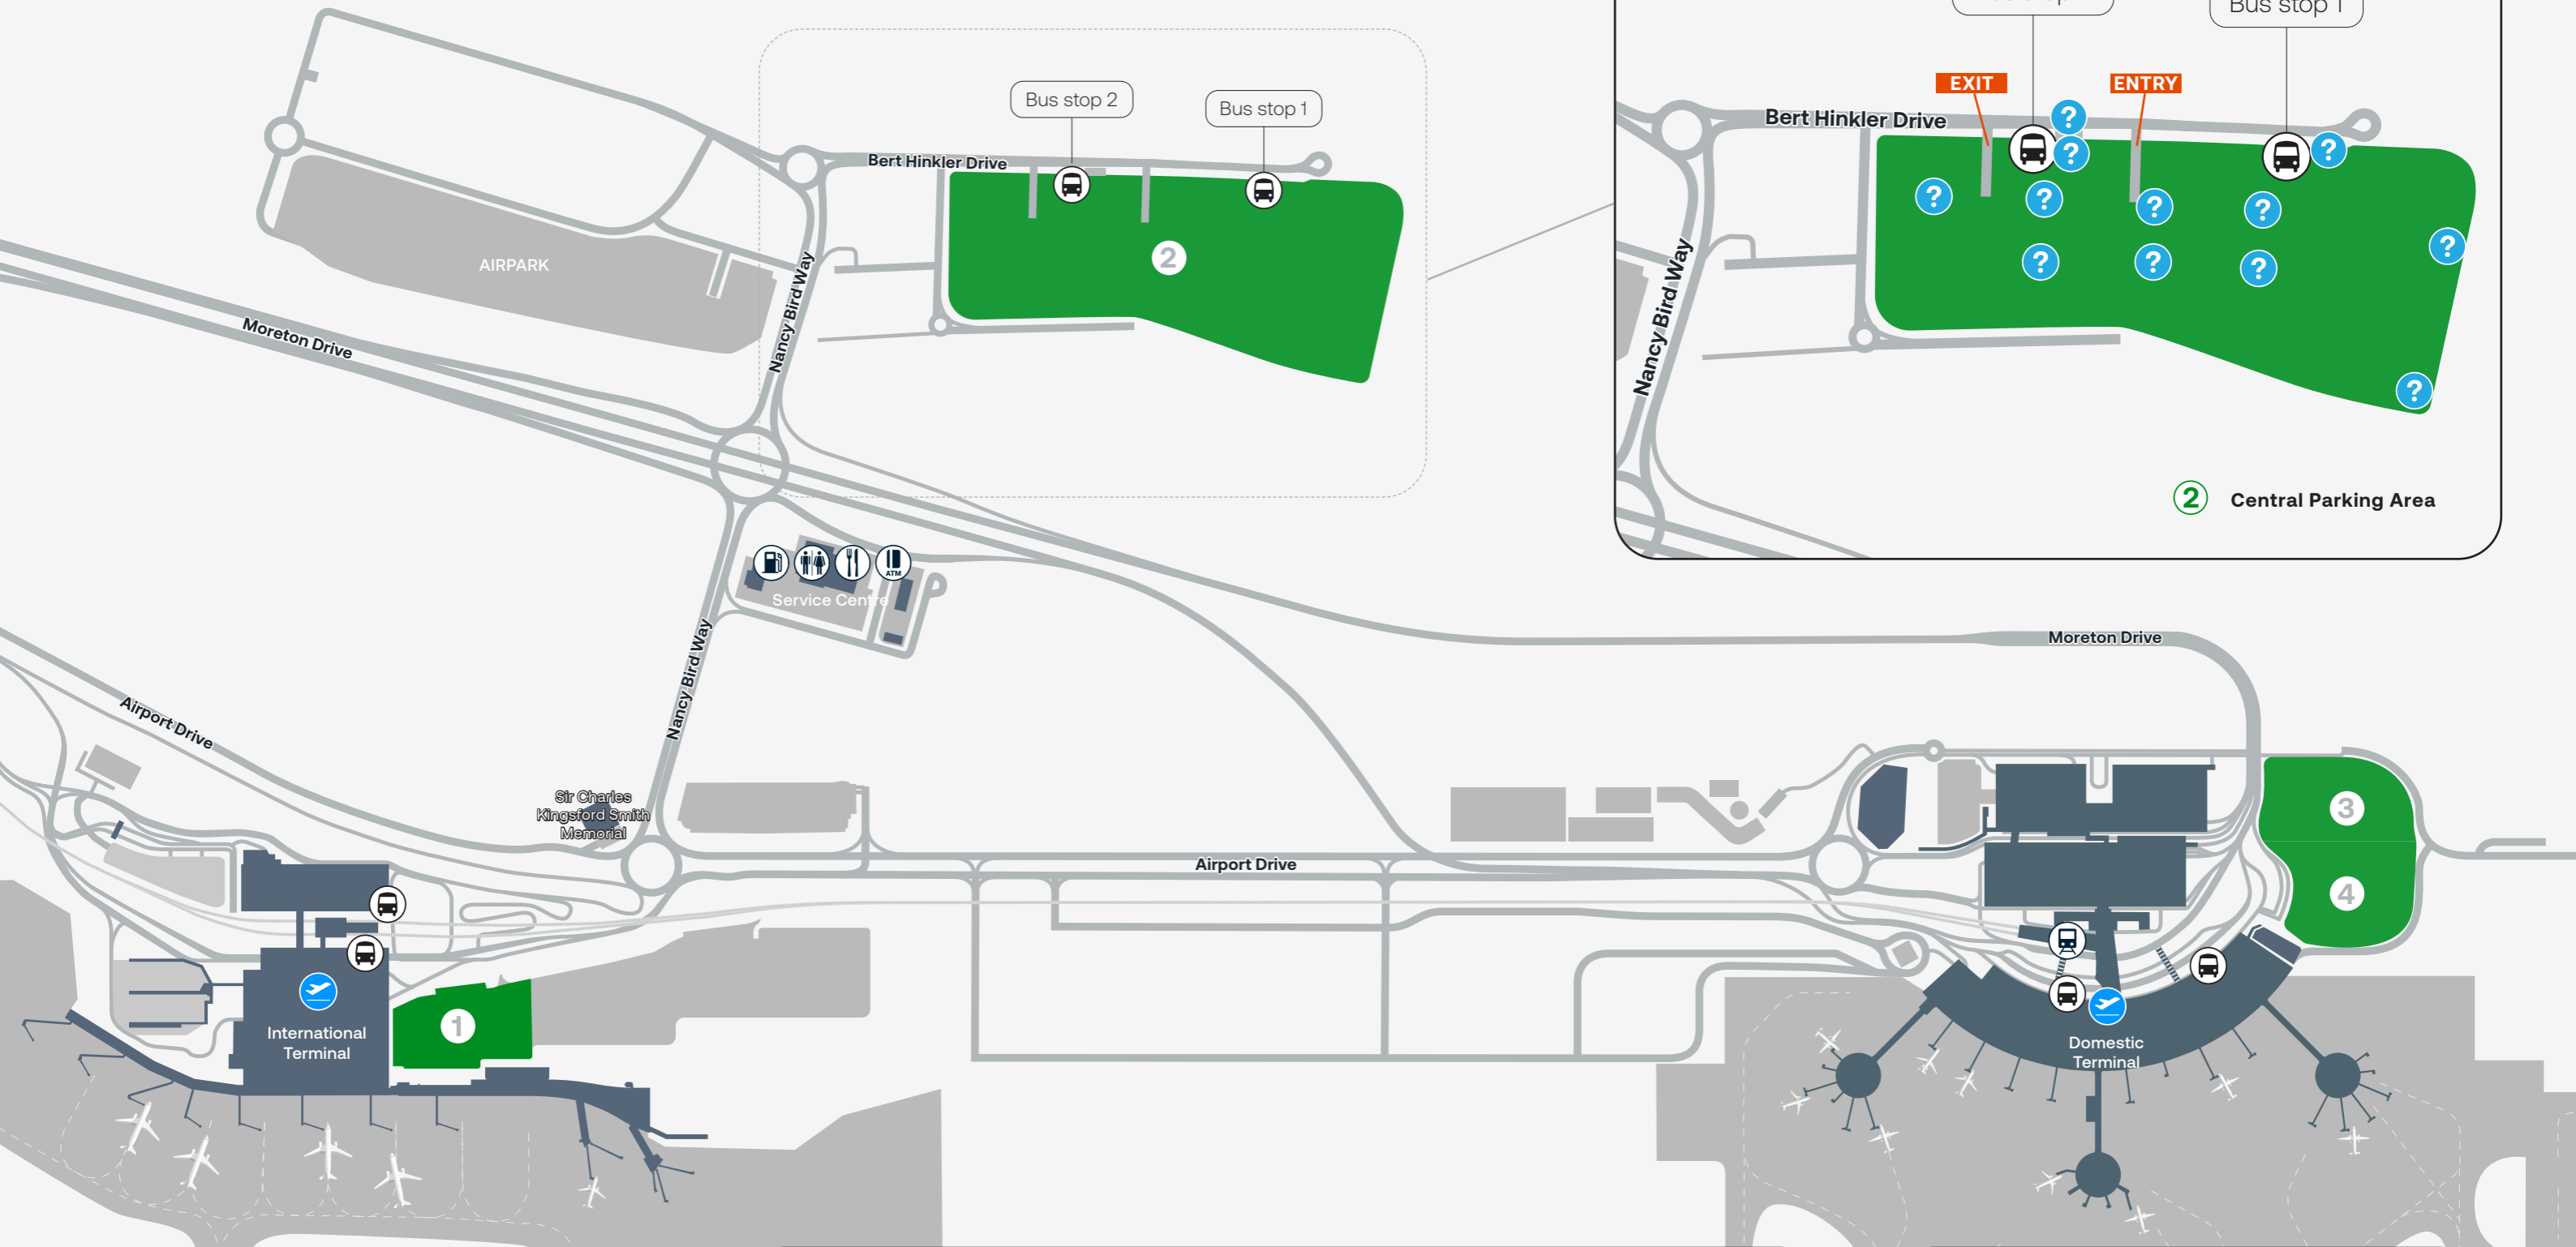 Bus stop 1
EXIT
ENTRY
Bert Hinkler Drive
?
?
?
?
?
?
?
?
?
?
?
?
Nancy Bird Way
2 Central Parking Area
Bus stop 2
Bus stop 1
Bert Hinkler Drive
2
AIRPARK
Nancy Bird Way
Moreton Drive
ATM
Service Centre
Nancy Bird Way
Moreton Drive
Airport Drive
Sir Charles
Kingsford Smith
Memorial
Airport Drive
3
4
1
International
Terminal
Domestic
Terminal